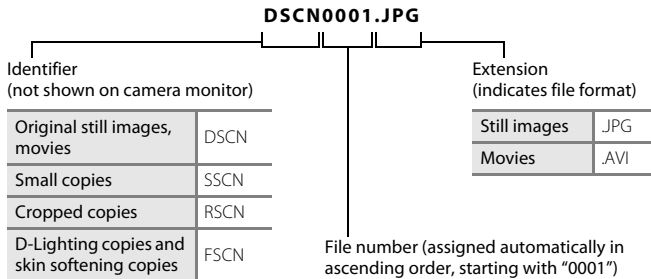 DSCN0001.JPG
Identifier
(not shown on camera monitor)
Original still images,
movies
DSCN
Small copies
SSCN
Cropped copies
RSCN
D-Lighting copies and
skin softening copies
FSCN
Extension
(indicates file format)
Still images
.JPG
Movies
.AVI
File number (assigned automatically in
ascending order, starting with “0001”)